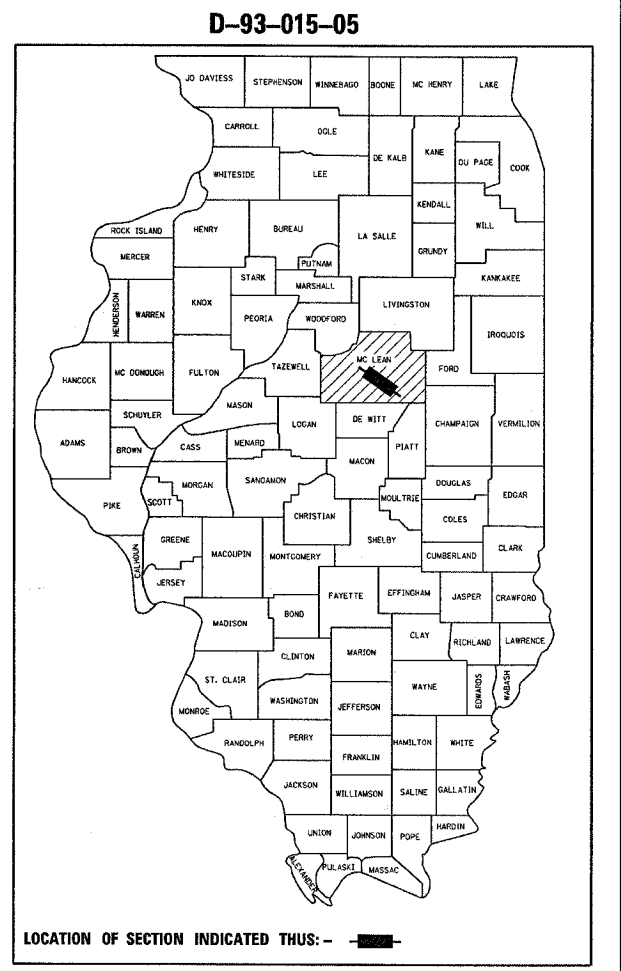 D-93-015-05
JO DAVIESS
STEPHENSON
WINNEBAGO
BOONE
MC HENRY
LAKE
CARROLL
OGLE
DE KALB
KANE
DU PAGE
COOK
WHITESIDE
LEE
KENDALL
WILL
ROCK ISLAND
HENRY
BUREAU
LA SALLE
GRUNDY
MERCER
PUTNAM
STARK
MARSHALL
KANKAKEE
HENDERSON
WARREN
KNOX
PEORIA
WOODFORD
LIVINGSTON
IROQUOIS
HANCOCK
MC DONOUGH
FULTON
TAZEWELL
MC LEAN
FORD
MASON
SCHUYLER
LOGAN
DE WITT
CHAMPAIGN
VERMILION
ADAMS
BROWN
CASS
MENARD
PIATT
MACON
MORGAN
SANGAMON
DOUGLAS
EDGAR
PIKE
SCOTT
CHRISTIAN
MOULTRIE
COLES
CALHOUN
GREENE
MACOUPIN
MONTGOMERY
SHELBY
CUMBERLAND
CLARK
JERSEY
FAYETTE
EFFINGHAM
JASPER
CRAWFORD
MADISON
BOND
CLAY
RICHLAND
LAWRENCE
CLINTON
MARION
ST. CLAIR
WAYNE
EDWARDS
WABASH
MONROE
WASHINGTON
JEFFERSON
RANDOLPH
PERRY
HAMILTON
WHITE
FRANKLIN
JACKSON
WILLIAMSON
SALINE
GALLATIN
UNION
JOHNSON
POPE
HARDIN
ALEXANDER
PULASKI
MASSAC
LOCATION OF SECTION INDICATED THUS: -